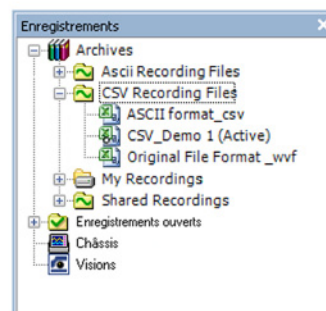 Enregistrements
Archives
Ascii Recording Files
CSV Recording Files
ASCII format_csv
CSV_Demo 1 (Active)
Original File Format _wvf
My Recordings
Shared Recordings
Enregistrements ouverts
Châssis
Visions